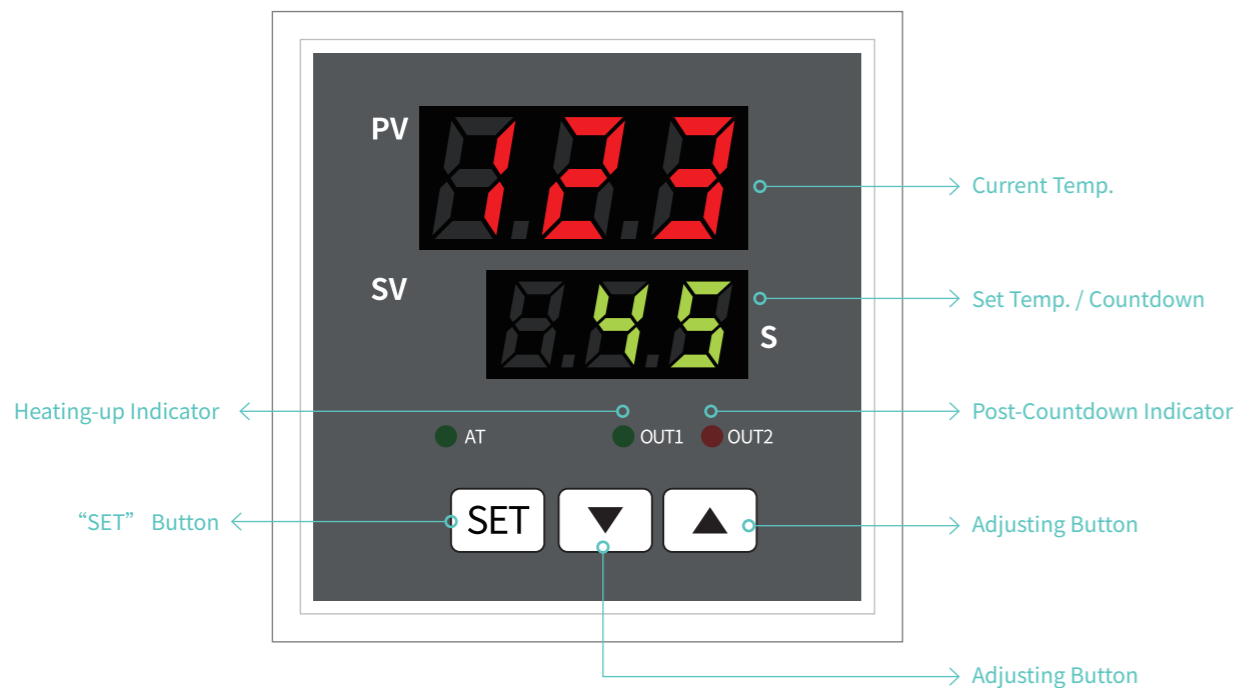 PV
123
Current Temp.
SV
45
S
Set Temp. / Countdown
Heating-up Indicator
Post-Countdown Indicator
AT
OUT1
OUT2
“SET” Button
SET
Adjusting Button
Adjusting Button